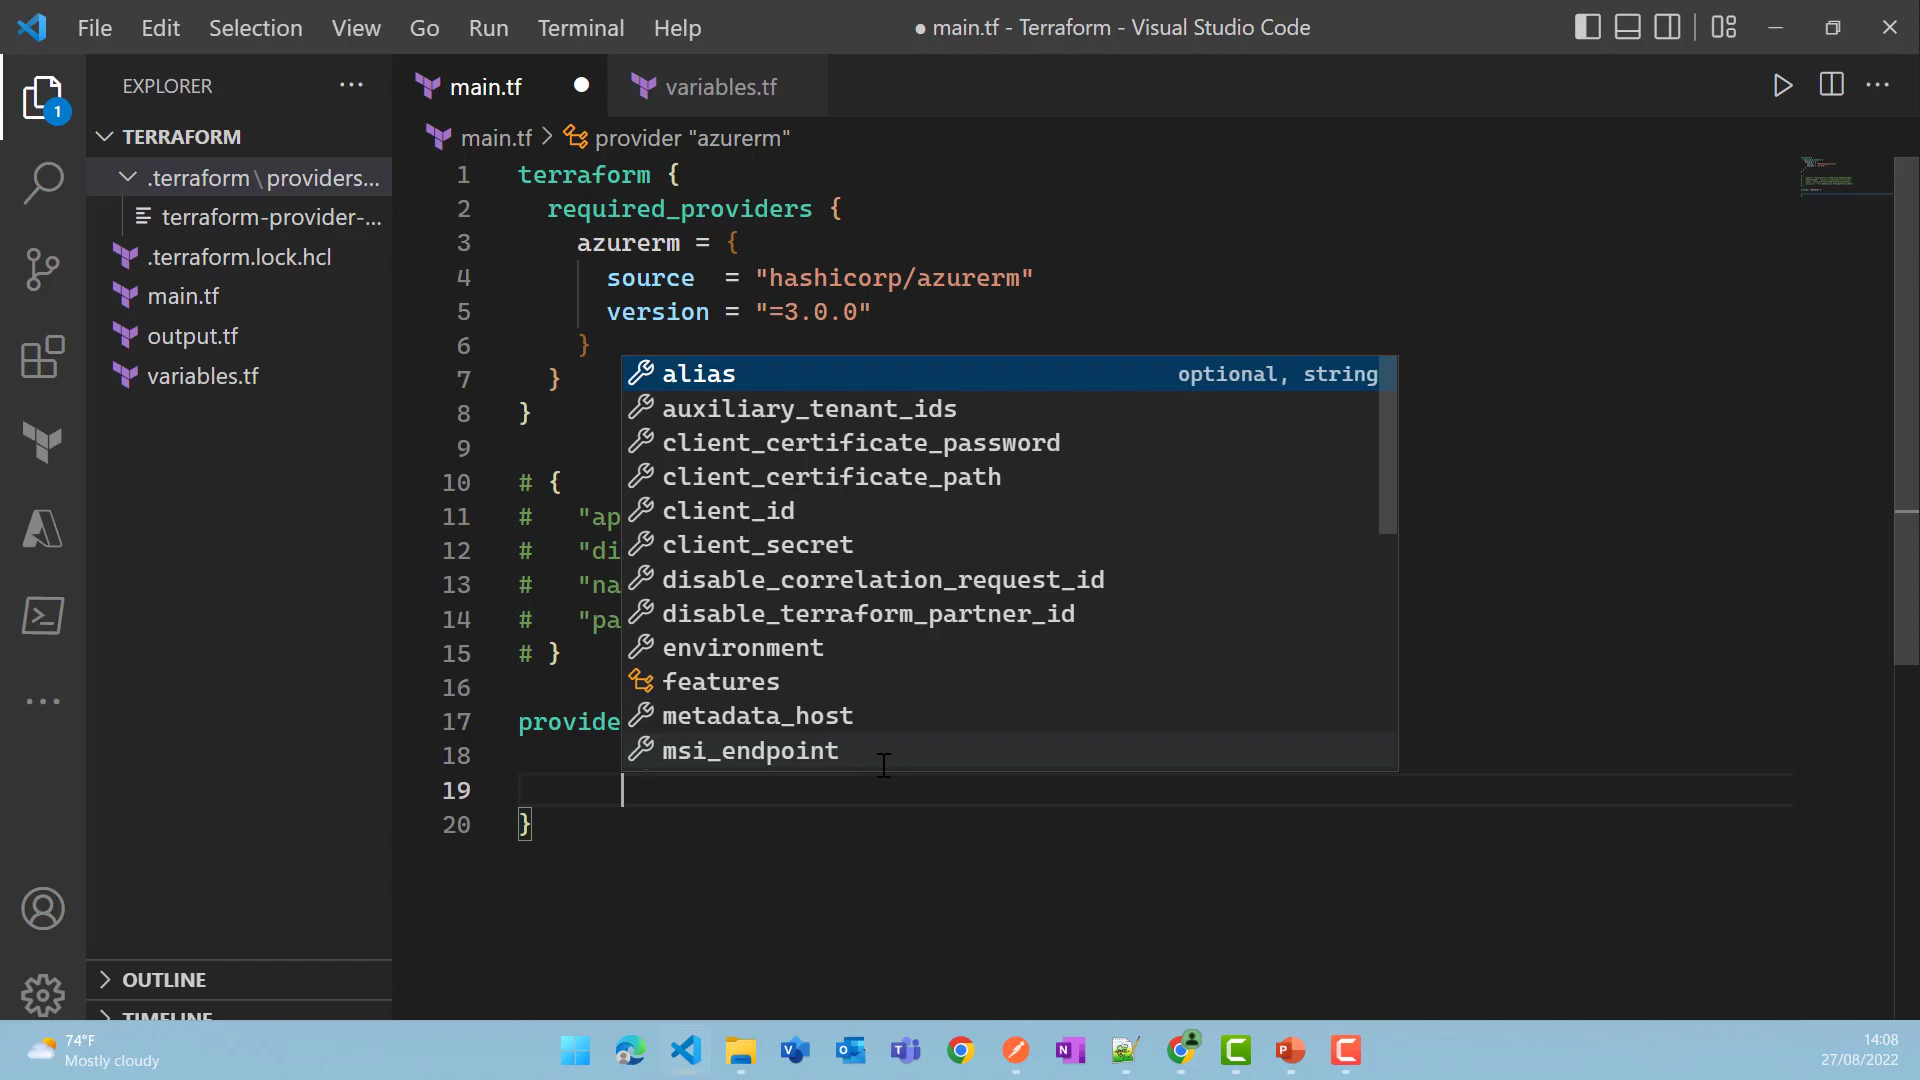 File Edit Selection View Go Run Terminal Help
● main.tf - Terraform - Visual Studio Code
EXPLORER
1
TERRAFORM
.terraform\providers...
terraform-provider-...
.terraform.lock.hcl
main.tf
output.tf
variables.tf
OUTLINE
TIMELINE
main.tf
variables.tf
main.tf > provider "azurerm"
1 terraform {
2 required_providers {
3 azurerm = {
4 source = "hashicorp/azurerm"
5 version = "=3.0.0"
6 }
7 }
8 }
9
10 # {
11 # "ap
12 # "di
13 # "na
14 # "pa
15 # }
16
17 provide
18
19
20 }
alias optional, string
auxiliary_tenant_ids
client_certificate_password
client_certificate_path
client_id
client_secret
disable_correlation_request_id
disable_terraform_partner_id
environment
features
metadata_host
msi_endpoint
74°F
Mostly cloudy
14:08
27/08/2022